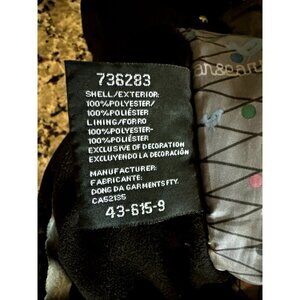 736283
SHELL/EXTERIOR:
100%POLYESTER/
100%POLIÉSTER
LINING/FORRO
100%POLYESTER-
100%POLIÉSTER
EXCLUSIVE OF DECORATION
EXCLUYENDO LA DECORACIÓN
MANUFACTURER:
FABRICANTE:
DONG DA GARMENTS FTY.
CA52135
43-615-9